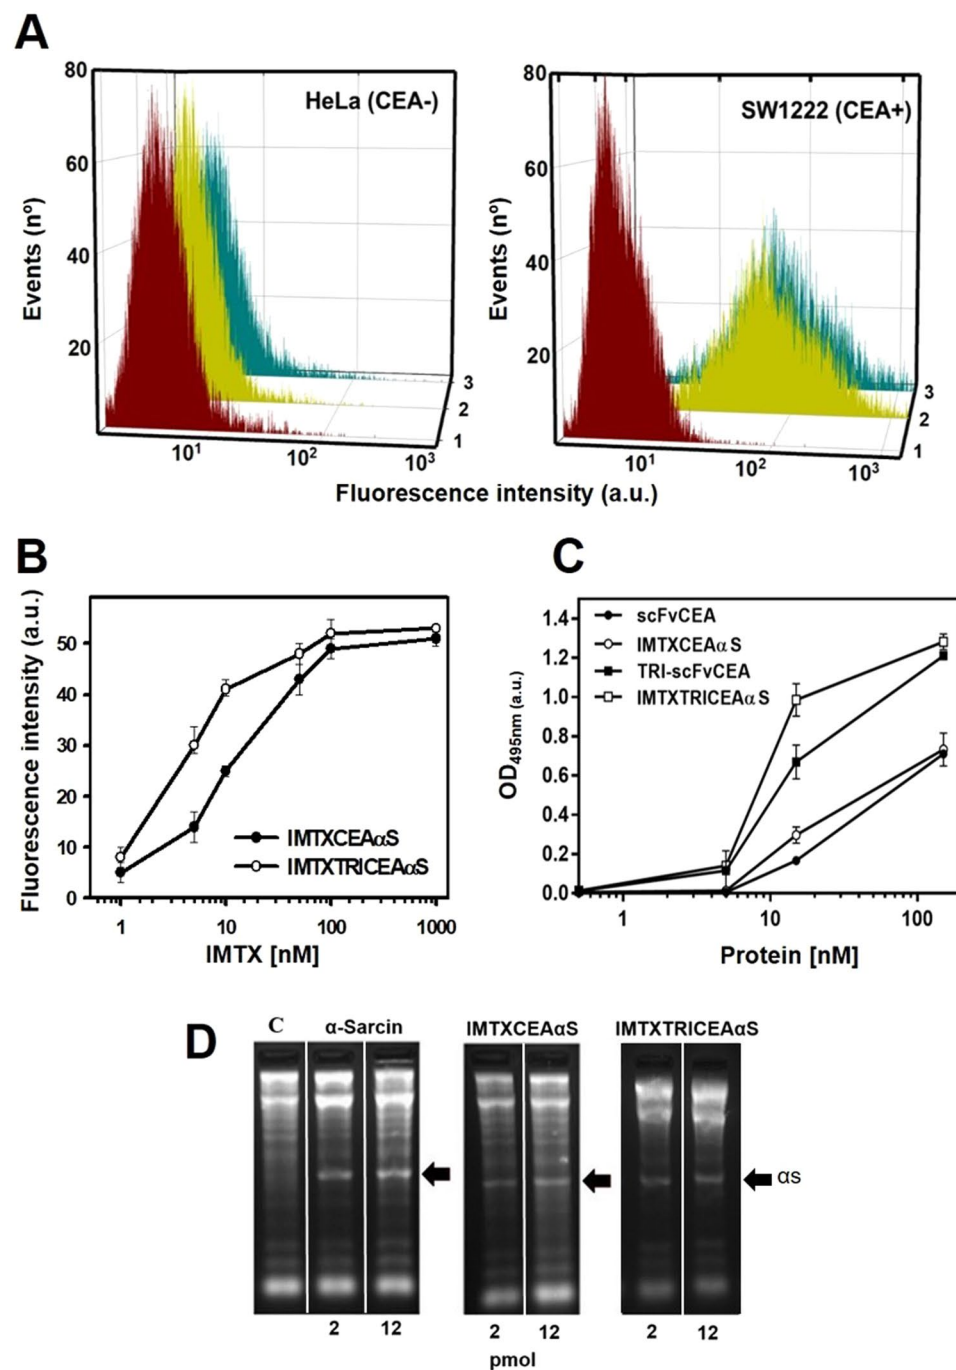 A
80
60
40
20
Events (nº)
HeLa (CEA-)
3
2
1
10¹
10²
10³
80
60
40
20
Events (nº)
SW1222 (CEA+)
3
2
1
10¹
10²
10³
Fluorescence intensity (a.u.)
B
Fluorescence intensity (a.u.)
50
40
30
20
10
0
IMTXCEAαS
IMTXTRICEAαS
1
10
100
1000
IMTX [nM]
C
OD495nm (a.u.)
1.4
1.2
1.0
0.8
0.6
0.4
0.2
0.0
scFvCEA
IMTXCEAαS
TRI-scFvCEA
IMTXTRICEAαS
1
10
100
Protein [nM]
D
C
α-Sarcin
IMTXCEAαS
IMTXTRICEAαS
αs
2
12
2
12
2
12
pmol